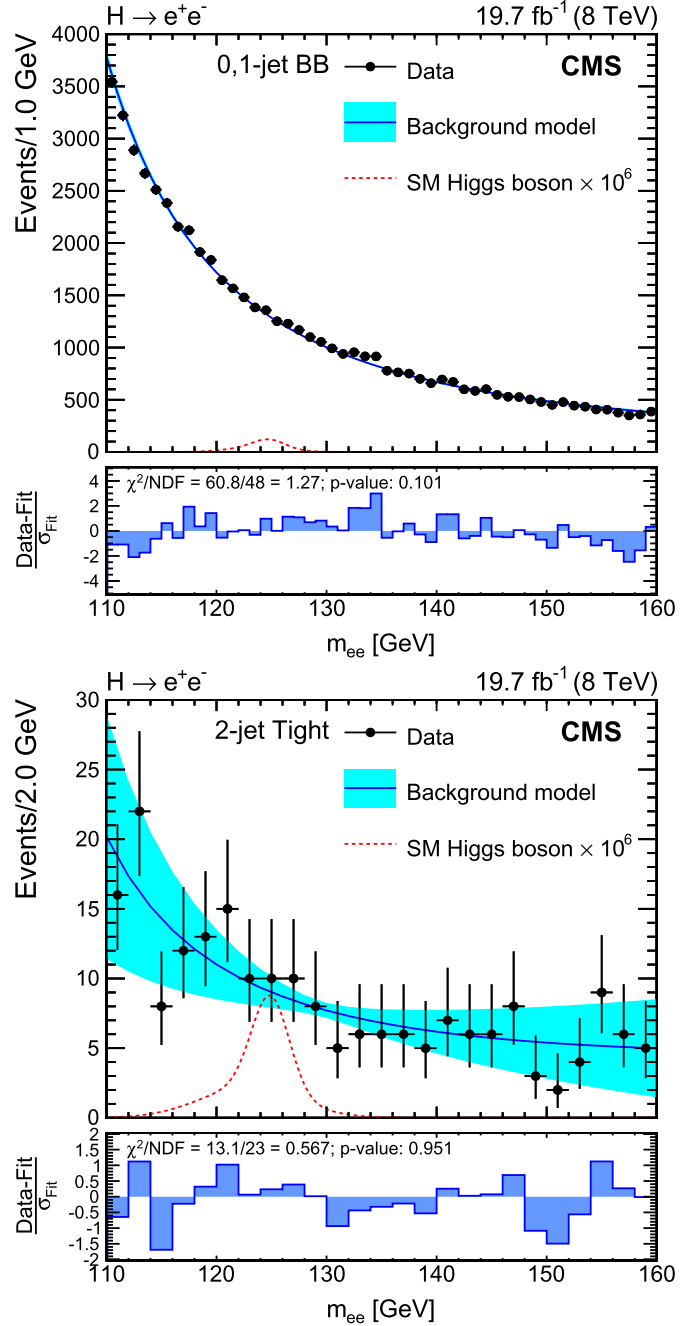 H → e⁺e⁻ 19.7 fb⁻¹ (8 TeV)
4000
3500
3000
2500
2000
1500
1000
500
0
Events/1.0 GeV
0,1-jet BB
Data
CMS
Background model
SM Higgs boson × 10⁶
4
2
0
-2
-4
Data-Fit
σFit
χ²/NDF = 60.8/48 = 1.27; p-value: 0.101
110 120 130 140 150 160
mee [GeV]
H → e⁺e⁻ 19.7 fb⁻¹ (8 TeV)
30
25
20
15
10
5
0
Events/2.0 GeV
2-jet Tight
Data
CMS
Background model
SM Higgs boson × 10⁶
2
1.5
1
0.5
0
-0.5
-1
-1.5
-2
Data-Fit
σFit
χ²/NDF = 13.1/23 = 0.567; p-value: 0.951
110 120 130 140 150 160
mee [GeV]